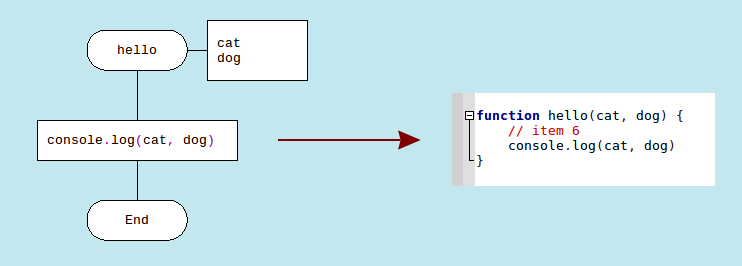 hello
cat
dog
console.log(cat, dog)
End
function hello(cat, dog) {
// item 6
console.log(cat, dog)
}